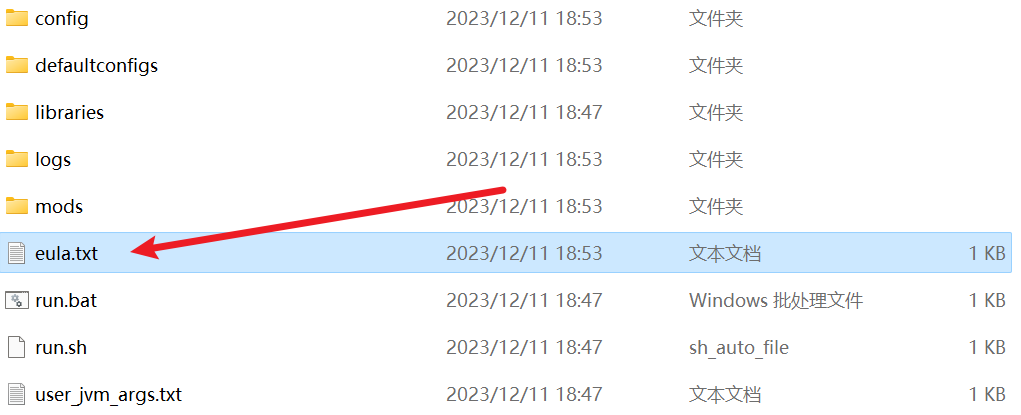 config 2023/12/11 18:53 文件夹
defaultconfigs 2023/12/11 18:53 文件夹
libraries 2023/12/11 18:47 文件夹
logs 2023/12/11 18:53 文件夹
mods 2023/12/11 18:53 文件夹
eula.txt 2023/12/11 18:53 文本文档 1 KB
run.bat 2023/12/11 18:47 Windows 批处理文件 1 KB
run.sh 2023/12/11 18:47 sh_auto_file 1 KB
user_jvm_args.txt 2023/12/11 18:47 文本文档 1 KB